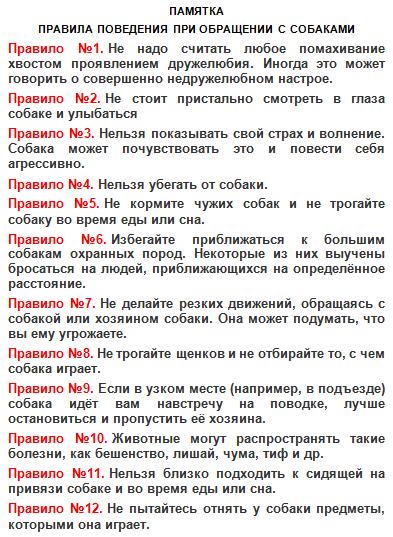 ПАМЯТКА
ПРАВИЛА ПОВЕДЕНИЯ ПРИ ОБРАЩЕНИИ С СОБАКАМИ
Правило №1. Не надо считать любое помахивание
хвостом проявлением дружелюбия. Иногда это может
говорить о совершенно недружелюбном настрое.
Правило №2. Не стоит пристально смотреть в глаза
собаке и улыбаться
Правило №3. Нельзя показывать свой страх и волнение.
Собака может почувствовать это и повести себя
агрессивно.
Правило №4. Нельзя убегать от собаки.
Правило №5. Не кормите чужих собак и не трогайте
собаку во время еды или сна.
Правило №6. Избегайте приближаться к большим
собакам охранных пород. Некоторые из них выучены
бросаться на людей, приближающихся на определённое
расстояние.
Правило №7. Не делайте резких движений, обращаясь с
собакой или хозяином собаки. Она может подумать, что
вы ему угрожаете.
Правило №8. Не трогайте щенков и не отбирайте то, с чем
собака играет.
Правило №9. Если в узком месте (например, в подъезде)
собака идёт вам навстречу на поводке, лучше
остановиться и пропустить её хозяина.
Правило №10. Животные могут распространять такие
болезни, как бешенство, лишай, чума, тиф и др.
Правило №11. Нельзя близко подходить к сидящей на
привязи собаке и во время еды или сна.
Правило №12. Не пытайтесь отнять у собаки предметы,
которыми она играет.